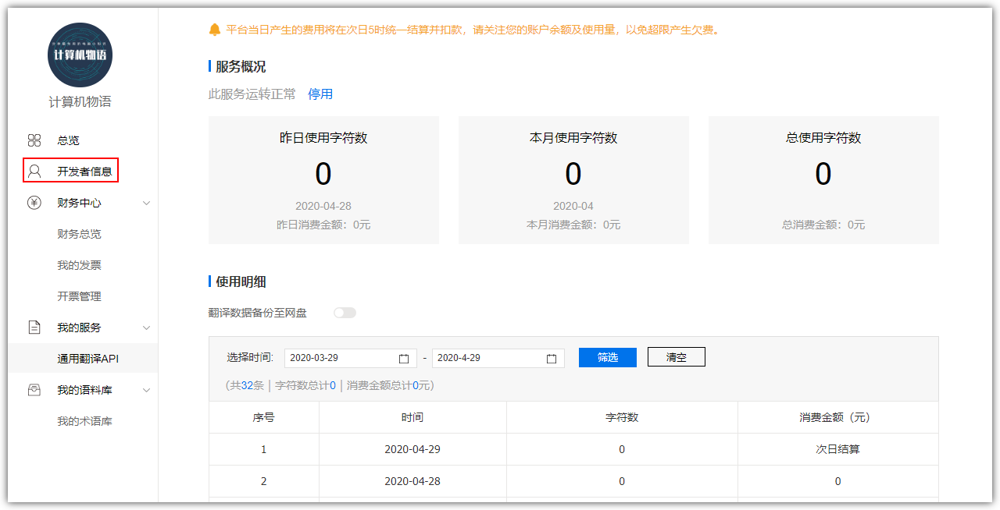 计算机物语
计算机物语
总览
开发者信息
财务中心
财务总览
我的发票
开票管理
我的服务
通用翻译API
我的语料库
我的术语库
平台当日产生的费用将在次日5时统一结算并扣款，请关注您的账户余额及使用量，以免超限产生欠费。
服务概况
此服务运转正常 停用
昨日使用字符数
0
2020-04-28
昨日消费金额：0元
本月使用字符数
0
2020-04
本月消费金额：0元
总使用字符数
0
总消费金额：0元
使用明细
翻译数据备份至网盘
选择时间: 2020-03-29 - 2020-4-29 筛选 清空
（共32条 | 字符数总计0 | 消费金额总计0元）
序号 时间 字符数 消费金额（元）
1 2020-04-29 0 次日结算
2 2020-04-28 0 0